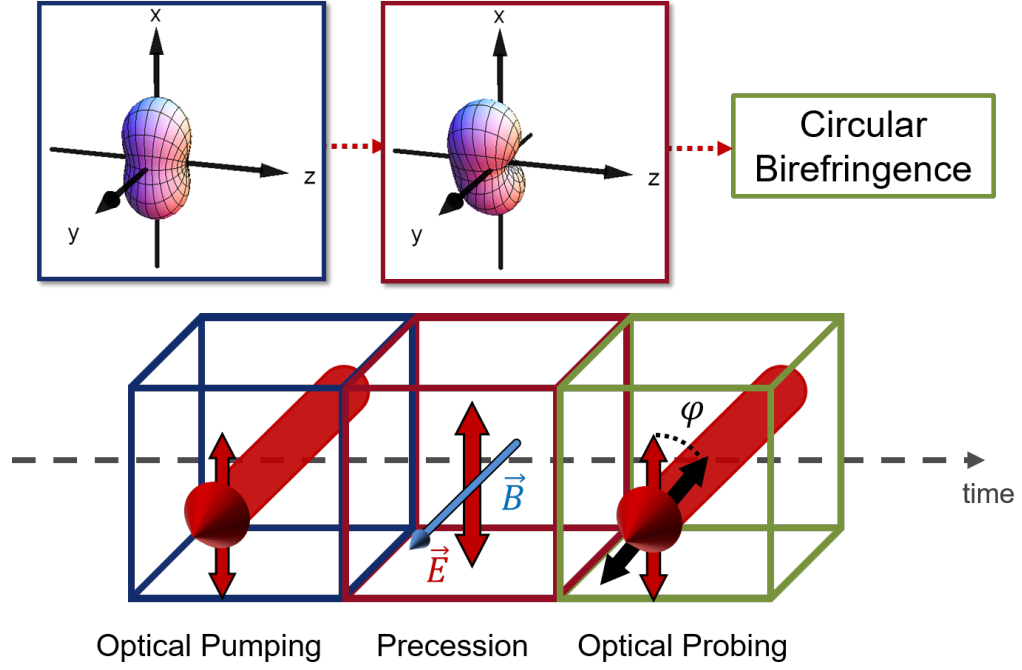 x
z
y
x
z
y
Circular
Birefringence
φ
B
E
time
Optical Pumping
Precession
Optical Probing